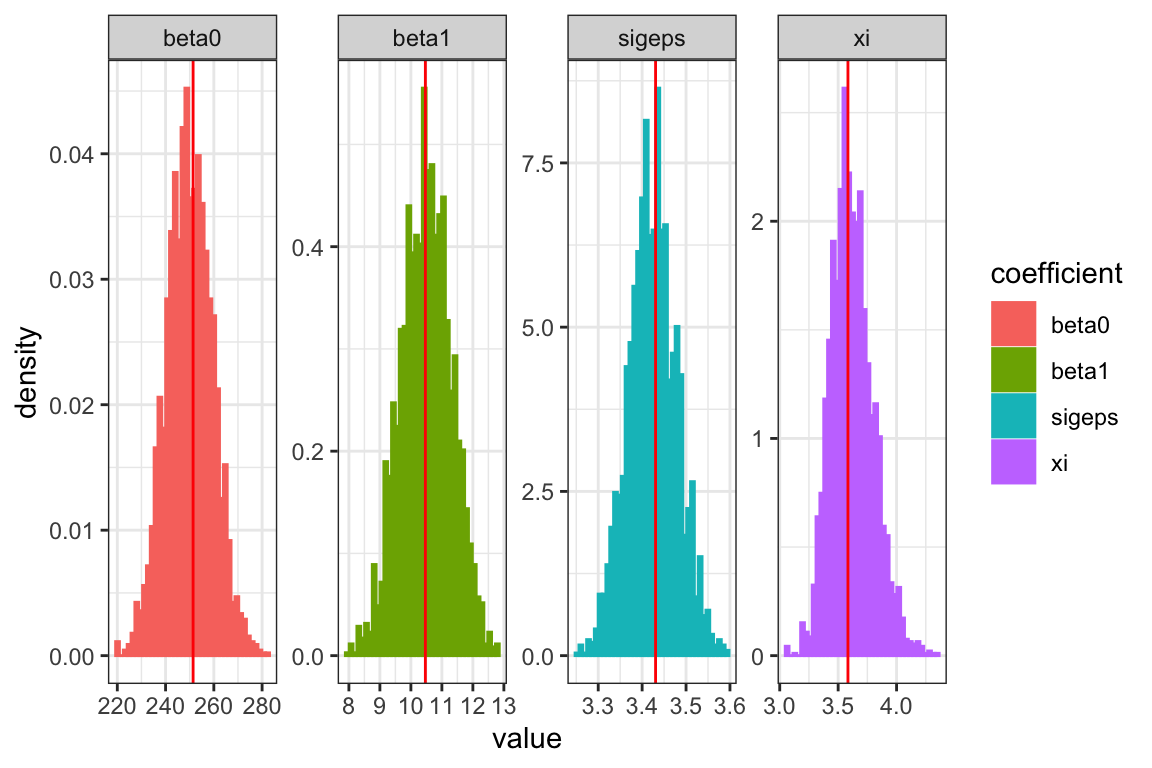 beta0 beta1 sigeps xi
density
0.04
0.03
0.02
0.01
0.00
0.4
0.2
0.0
7.5
5.0
2.5
0.0
2
1
0
220 240 260 280
8 9 10 11 12 13
3.3 3.4 3.5 3.6
3.0 3.5 4.0
value
coefficient
beta0
beta1
sigeps
xi